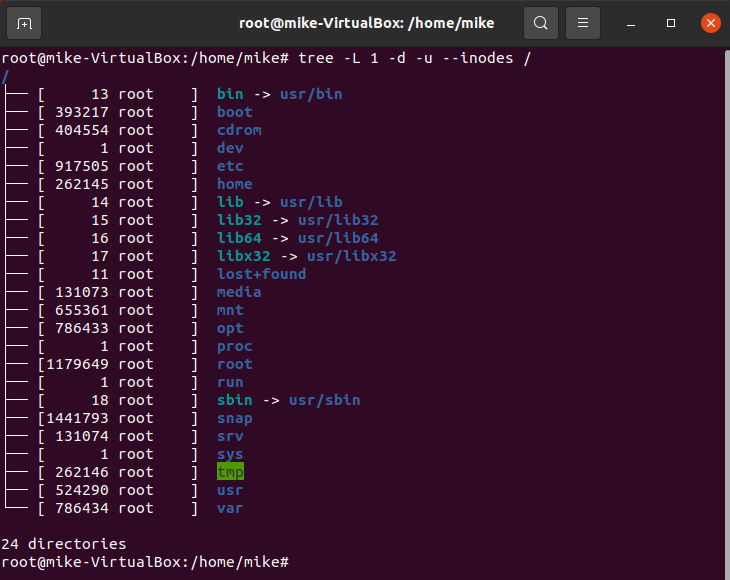 root@mike-VirtualBox: /home/mike
root@mike-VirtualBox:/home/mike# tree -L 1 -d -u --inodes /
/
├── [     13 root    ]  bin -> usr/bin
├── [ 393217 root    ]  boot
├── [ 404554 root    ]  cdrom
├── [      1 root    ]  dev
├── [ 917505 root    ]  etc
├── [ 262145 root    ]  home
├── [     14 root    ]  lib -> usr/lib
├── [     15 root    ]  lib32 -> usr/lib32
├── [     16 root    ]  lib64 -> usr/lib64
├── [     17 root    ]  libx32 -> usr/libx32
├── [     11 root    ]  lost+found
├── [ 131073 root    ]  media
├── [ 655361 root    ]  mnt
├── [ 786433 root    ]  opt
├── [      1 root    ]  proc
├── [1179649 root    ]  root
├── [      1 root    ]  run
├── [     18 root    ]  sbin -> usr/sbin
├── [1441793 root    ]  snap
├── [ 131074 root    ]  srv
├── [      1 root    ]  sys
├── [ 262146 root    ]  tmp
├── [ 524290 root    ]  usr
└── [ 786434 root    ]  var
24 directories
root@mike-VirtualBox:/home/mike#